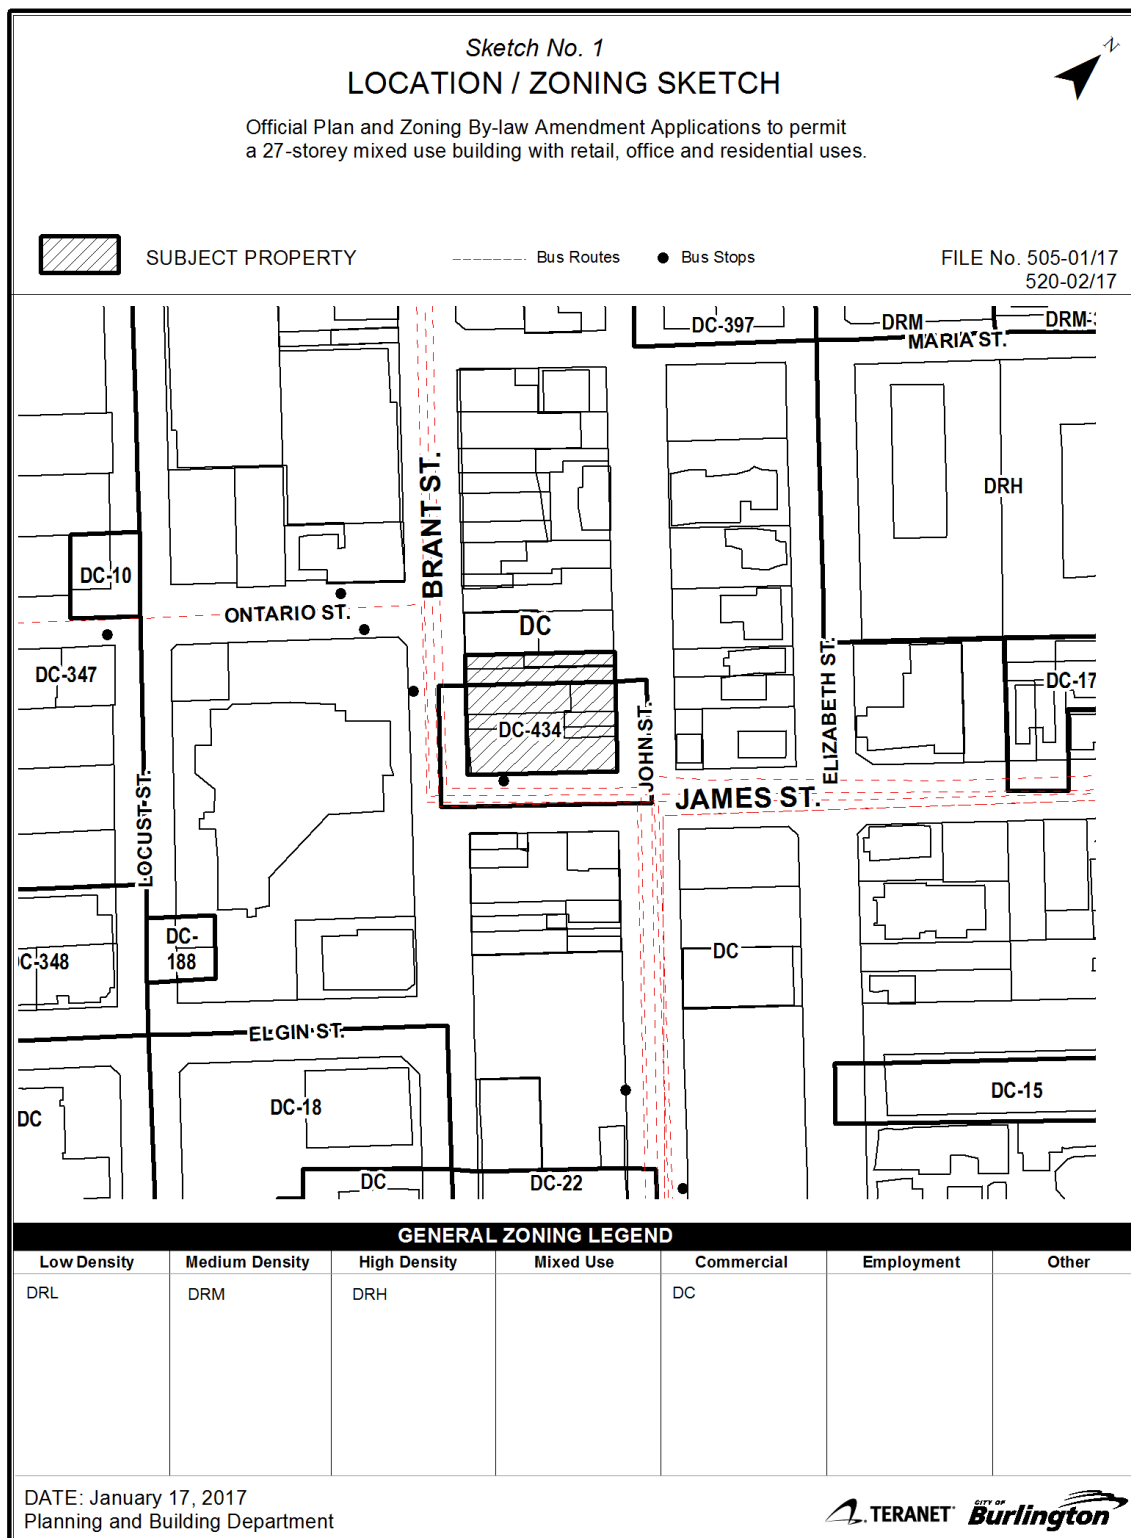 Sketch No. 1
N
LOCATION / ZONING SKETCH
Official Plan and Zoning By-law Amendment Applications to permit
a 27-storey mixed use building with retail, office and residential uses.
SUBJECT PROPERTY
Bus Routes
Bus Stops
FILE No. 505-01/17
520-02/17
DC-397
DRM
MARIA ST.
BRANT ST.
DRH
DC-10
ONTARIO ST.
DC
DC-347
ELIZABETH ST.
DC-17
DC-434
JOHN ST.
JAMES ST.
LOCUST ST.
DC-
188
DC
ELGIN ST.
DC-18
DC-15
DC
DC
DC-22
GENERAL ZONING LEGEND
Low Density Medium Density High Density Mixed Use Commercial Employment Other
DRL DRM DRH DC
DATE: January 17, 2017
Planning and Building Department
TERANET
CITY OF
Burlington